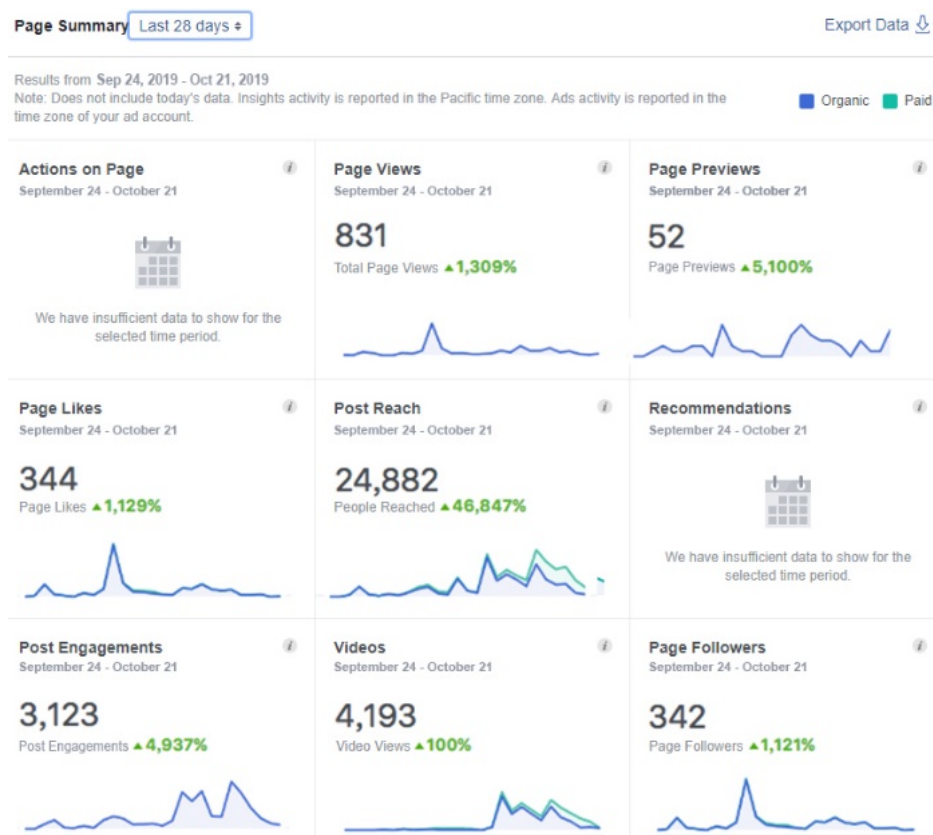 Page Summary Last 28 days
Export Data
Results from Sep 24, 2019 - Oct 21, 2019
Note: Does not include today's data. Insights activity is reported in the Pacific time zone. Ads activity is reported in the
time zone of your ad account.
Organic Paid
Actions on Page
September 24 - October 21
We have insufficient data to show for the
selected time period.
Page Views
September 24 - October 21
831
Total Page Views ▲1,309%
Page Previews
September 24 - October 21
52
Page Previews ▲5,100%
Page Likes
September 24 - October 21
344
Page Likes ▲1,129%
Post Reach
September 24 - October 21
24,882
People Reached ▲46,847%
Recommendations
September 24 - October 21
We have insufficient data to show for the
selected time period.
Post Engagements
September 24 - October 21
3,123
Post Engagements ▲4,937%
Videos
September 24 - October 21
4,193
Video Views ▲100%
Page Followers
September 24 - October 21
342
Page Followers ▲1,121%